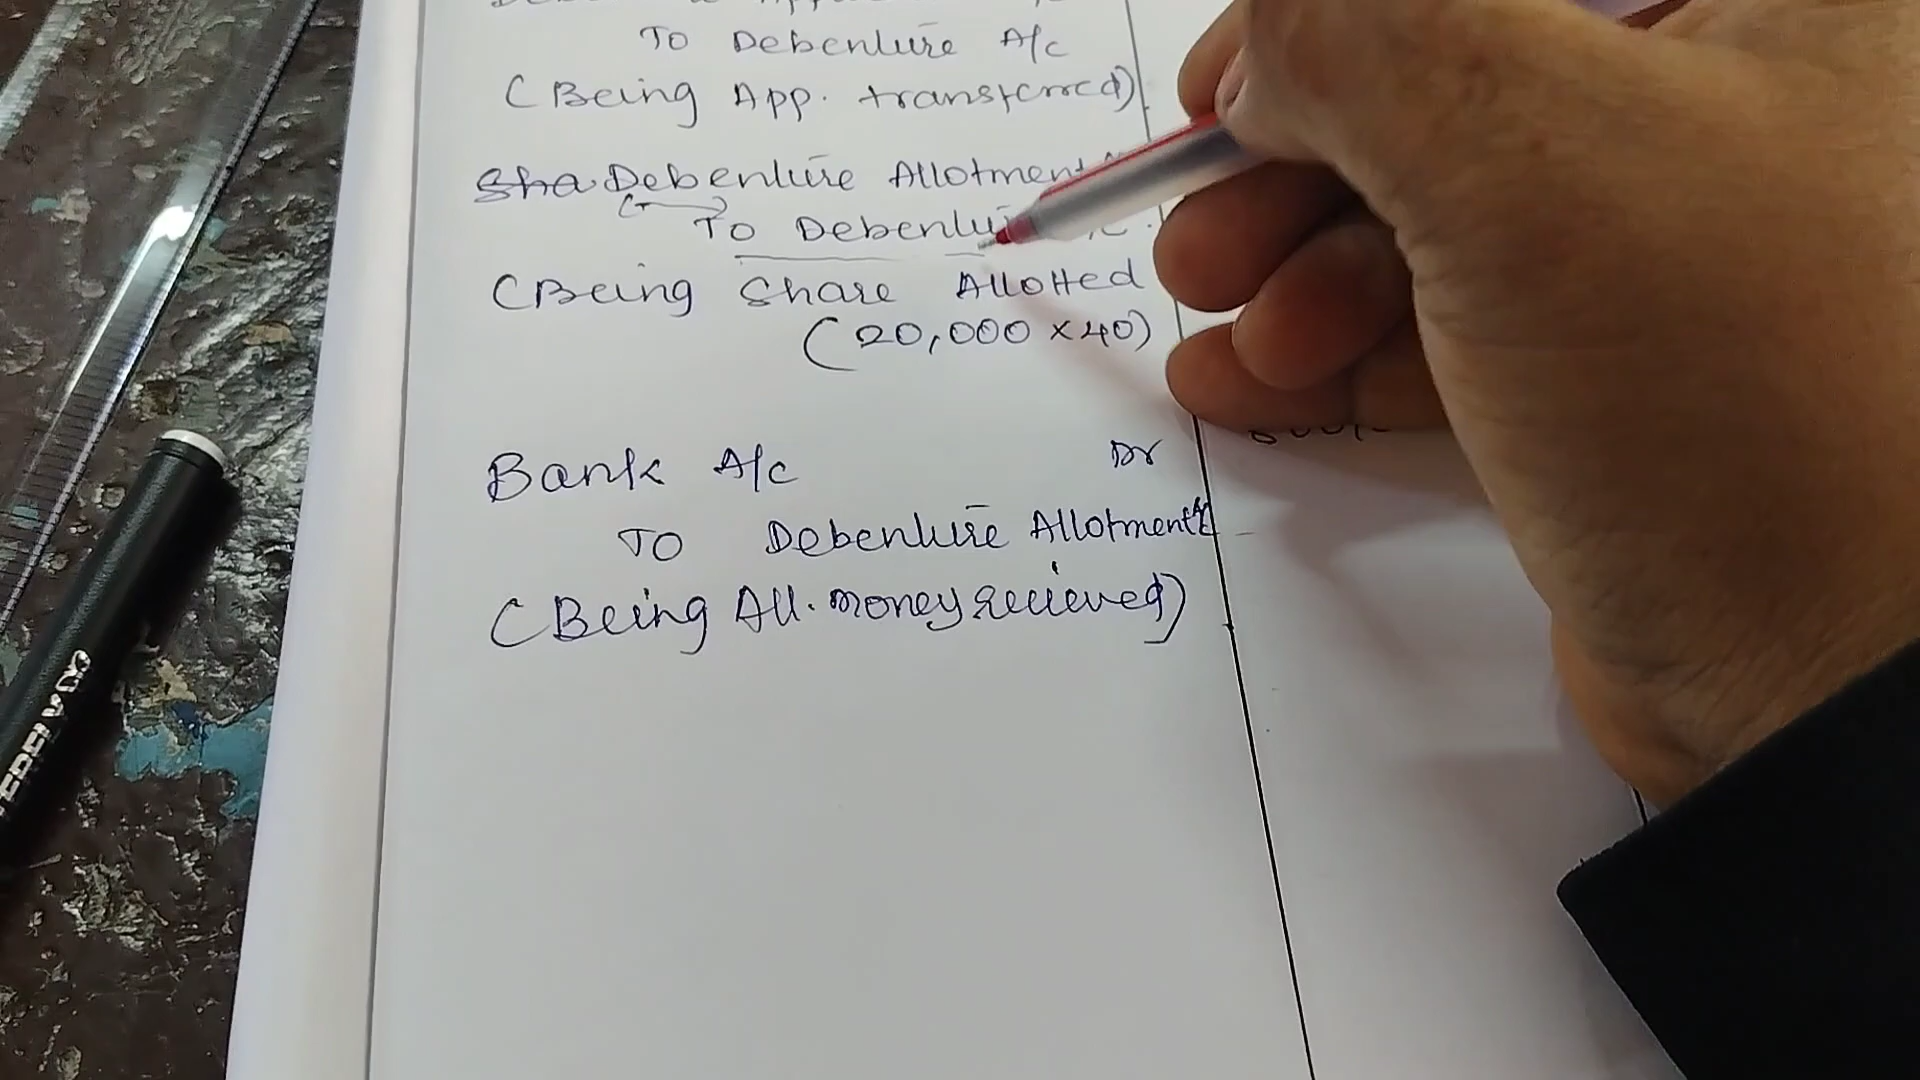 To Debenture A/c
(Being App. transferred)
Sha Debenture Allotment
To Debentu
(Being Share Allotted
(20,000 x 40)
Bank A/c Dr
To Debenture Allotment A/c
(Being All. money recieved)